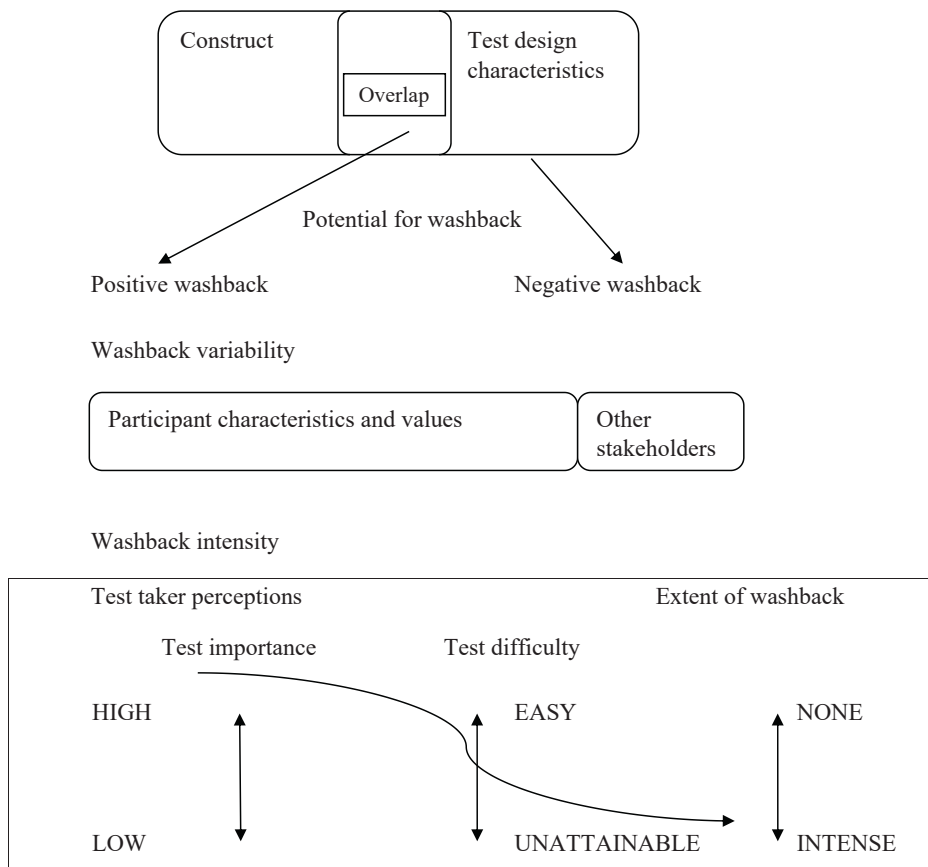 Construct
Test design
characteristics
Overlap
Potential for washback
Positive washback
Negative washback
Washback variability
Participant characteristics and values
Other
stakeholders
Washback intensity
Test taker perceptions
Extent of washback
Test importance
Test difficulty
HIGH
EASY
NONE
LOW
UNATTAINABLE
INTENSE